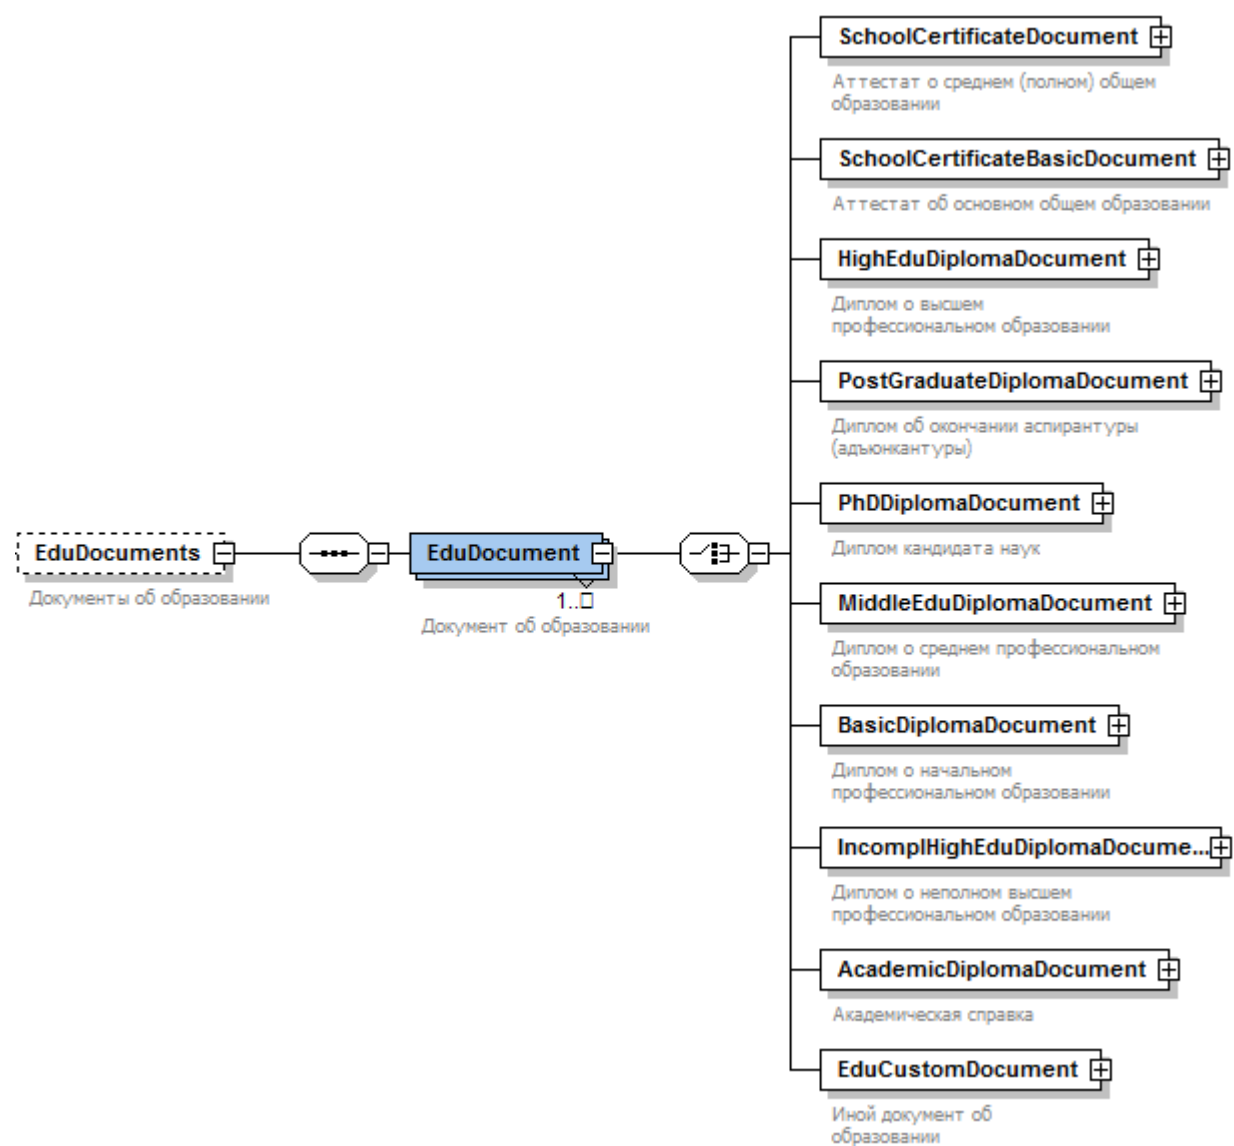 SchoolCertificateDocument
Аттестат о среднем (полном) общем
образовании
SchoolCertificateBasicDocument
Аттестат об основном общем образовании
HighEduDiplomaDocument
Диплом о высшем
профессиональном образовании
PostGraduateDiplomaDocument
Диплом об окончании аспирантуры
(адъюнкантуры)
PhDDiplomaDocument
Диплом кандидата наук
EduDocuments
Документы об образовании
EduDocument
1..□
Документ об образовании
MiddleEduDiplomaDocument
Диплом о среднем профессиональном
образовании
BasicDiplomaDocument
Диплом о начальном
профессиональном образовании
IncomplHighEduDiplomaDocume...
Диплом о неполном высшем
профессиональном образовании
AcademicDiplomaDocument
Академическая справка
EduCustomDocument
Иной документ об
образовании